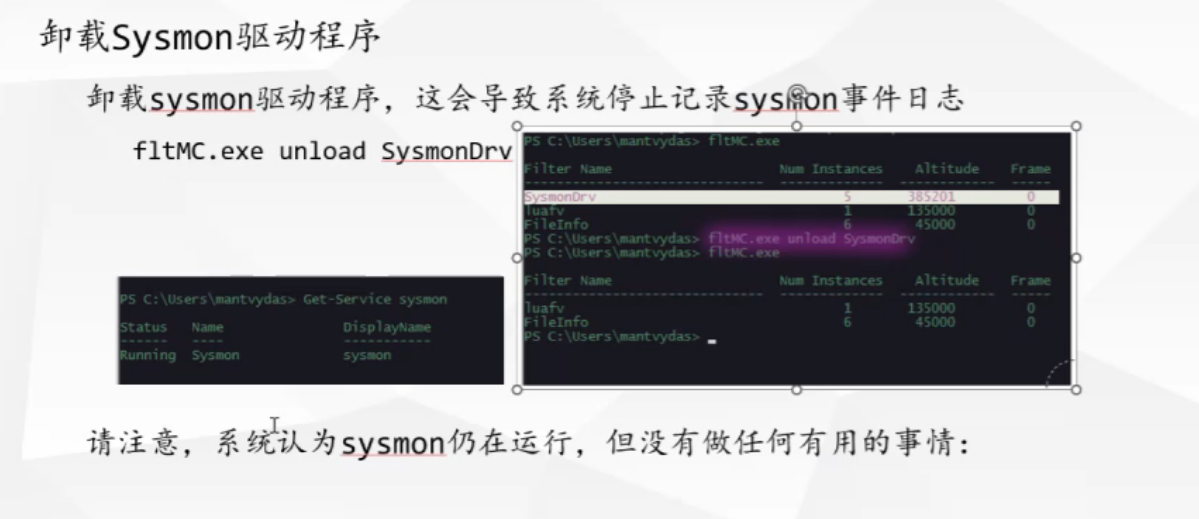 卸载Sysmon驱动程序
卸载sysmon驱动程序，这会导致系统停止记录sysmon事件日志
fltMC.exe unload SysmonDrv
PS C:\Users\mantvydas> fltMC.exe
Filter Name Num Instances Altitude Frame
------------------------------ ------------- ------------ -----
SysmonDrv 5 385201 0
luafv 1 135000 0
FileInfo 6 45000 0
PS C:\Users\mantvydas> fltMC.exe unload SysmonDrv
PS C:\Users\mantvydas> fltMC.exe
Filter Name Num Instances Altitude Frame
------------------------------ ------------- ------------ -----
luafv 1 135000 0
FileInfo 6 45000 0
PS C:\Users\mantvydas>
PS C:\Users\mantvydas> Get-Service sysmon
Status Name DisplayName
------ ---- -----------
Running Sysmon sysmon
请注意，系统认为sysmon仍在运行，但没有做任何有用的事情：